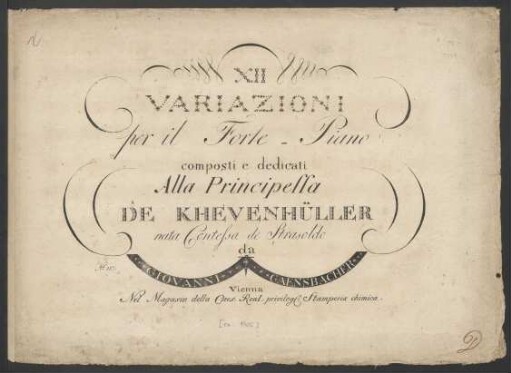 XII
VARIAZIONI
per il Forte-Piano
composti e dedicati
Alla Principeſsa
DE KHEVENHÜLLER
nata Conteſsa de Strasoldo
da
GIOVANNI GAENSBACHER
Vienna
Nel Magazin della Ces. Real. privileg. Stamperia chimica.